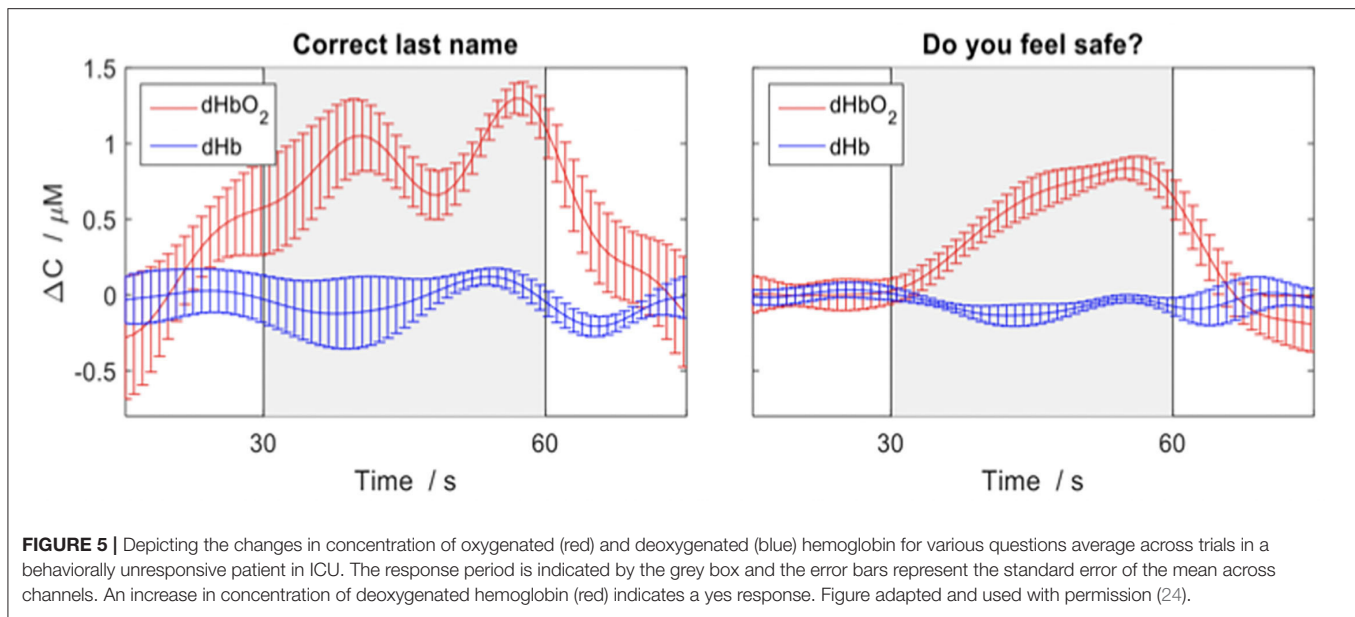 Correct last name
Do you feel safe?
1.5
1
0.5
0
-0.5
ΔC / μM
dHbO2
dHb
dHbO2
dHb
30
60
30
60
Time / s
Time / s
FIGURE 5 | Depicting the changes in concentration of oxygenated (red) and deoxygenated (blue) hemoglobin for various questions average across trials in a
behaviorally unresponsive patient in ICU. The response period is indicated by the grey box and the error bars represent the standard error of the mean across
channels. An increase in concentration of deoxygenated hemoglobin (red) indicates a yes response. Figure adapted and used with permission (24).